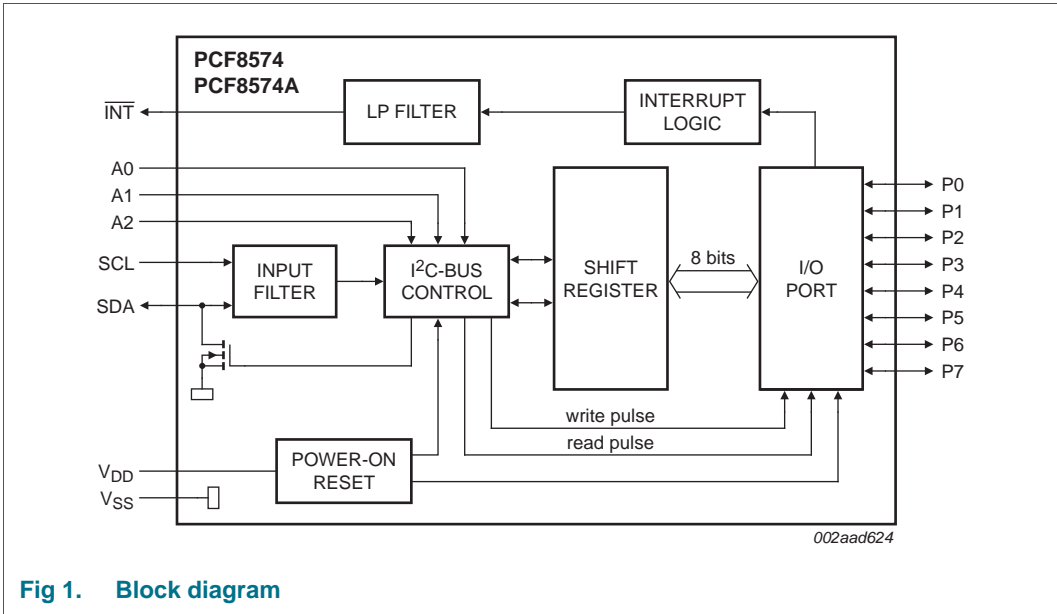 PCF8574
PCF8574A
INT
LP FILTER
INTERRUPT
LOGIC
A0
A1
A2
SCL
SDA
INPUT
FILTER
I²C-BUS
CONTROL
SHIFT
REGISTER
8 bits
I/O
PORT
P0
P1
P2
P3
P4
P5
P6
P7
write pulse
read pulse
POWER-ON
RESET
VDD
VSS
002aad624
Fig 1. Block diagram